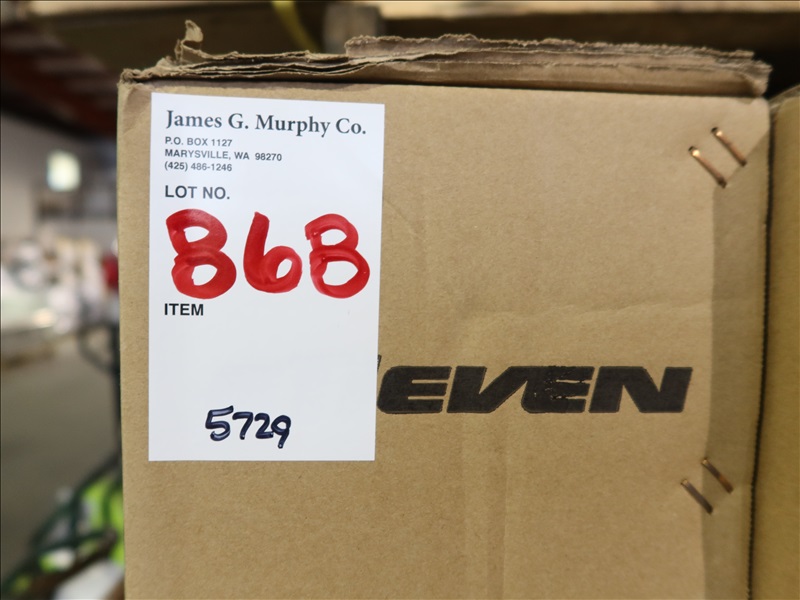 James G. Murphy Co.
P.O. BOX 1127
MARYSVILLE, WA 98270
(425) 486-1246
LOT NO.
868
ITEM
5729
EVEN